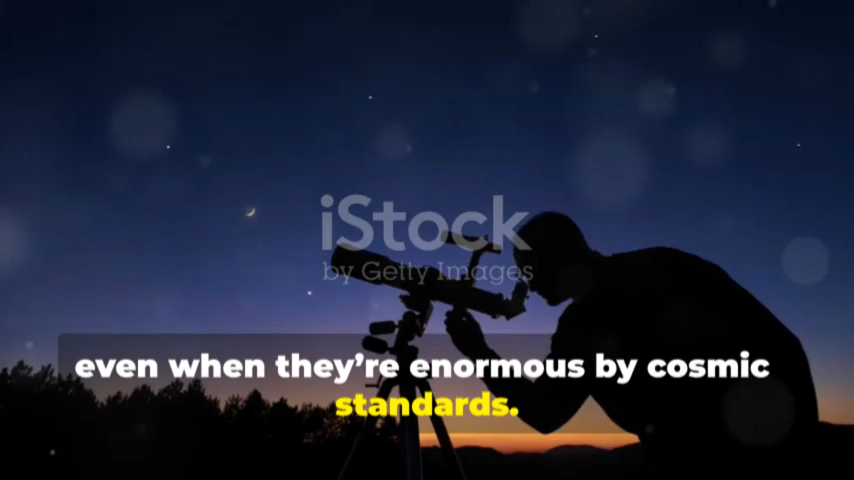 iStock
by Getty Images
even when they're enormous by cosmic
standards.